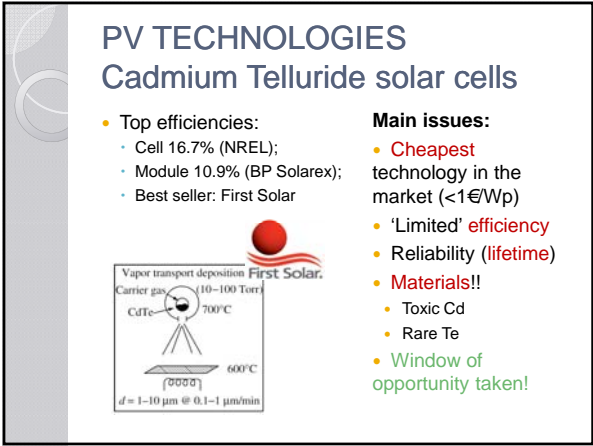 PV TECHNOLOGIES
Cadmium Telluride solar cells
• Top efficiencies:
• Cell 16.7% (NREL);
• Module 10.9% (BP Solarex);
• Best seller: First Solar
First Solar.
Vapor transport deposition
Carrier gas
(10–100 Torr)
CdTe
700°C
600°C
d = 1–10 μm @ 0.1–1 μm/min
Main issues:
• Cheapest
technology in the
market (<1€/Wp)
• ‘Limited’ efficiency
• Reliability (lifetime)
• Materials!!
• Toxic Cd
• Rare Te
• Window of
opportunity taken!